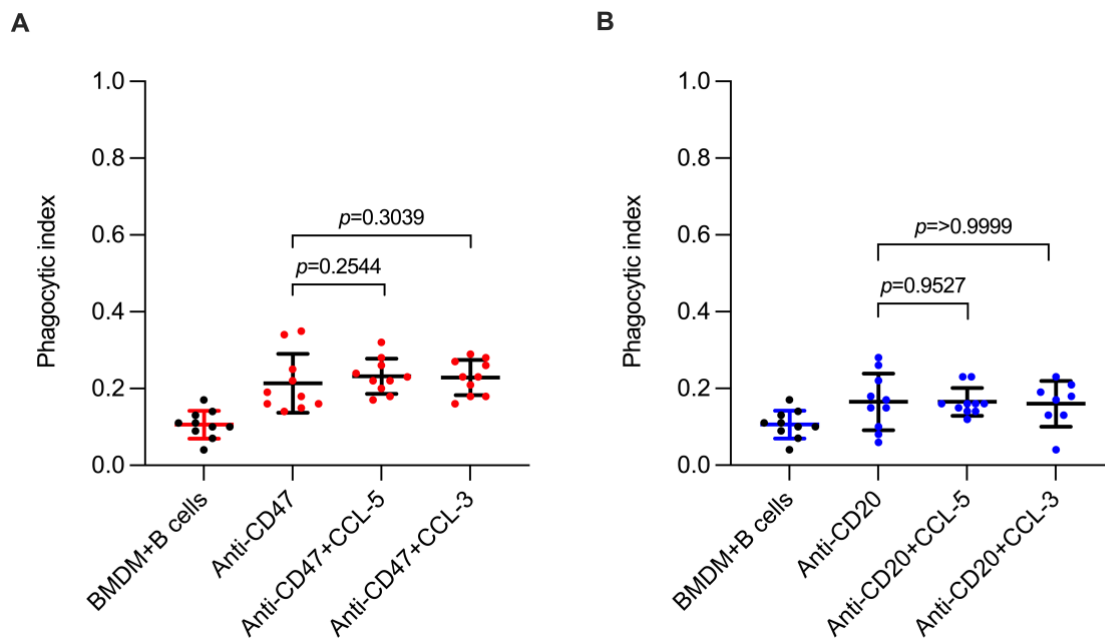 A
Phagocytic index
1.0
0.8
0.6
0.4
0.2
0.0
p=0.3039
p=0.2544
BMDM+B cells
Anti-CD47
Anti-CD47+CCL-5
Anti-CD47+CCL-3
B
Phagocytic index
1.0
0.8
0.6
0.4
0.2
0.0
p=>0.9999
p=0.9527
BMDM+B cells
Anti-CD20
Anti-CD20+CCL-5
Anti-CD20+CCL-3